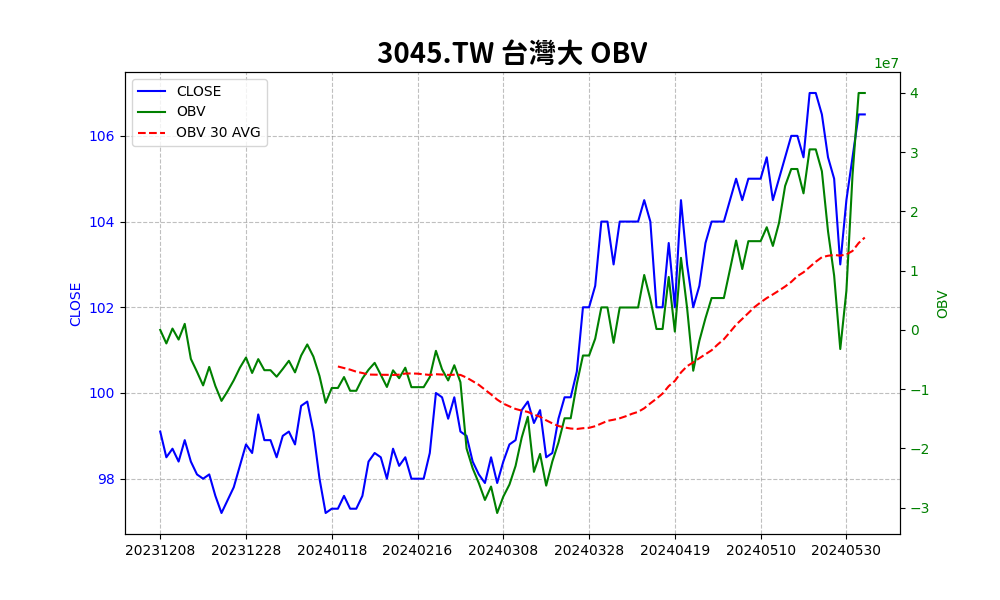 3045.TW 台灣大 OBV
1e7
CLOSE
OBV
OBV 30 AVG
106
104
102
100
98
CLOSE
4
3
2
1
0
−1
−2
−3
OBV
20231208 20231228 20240118 20240216 20240308 20240328 20240419 20240510 20240530